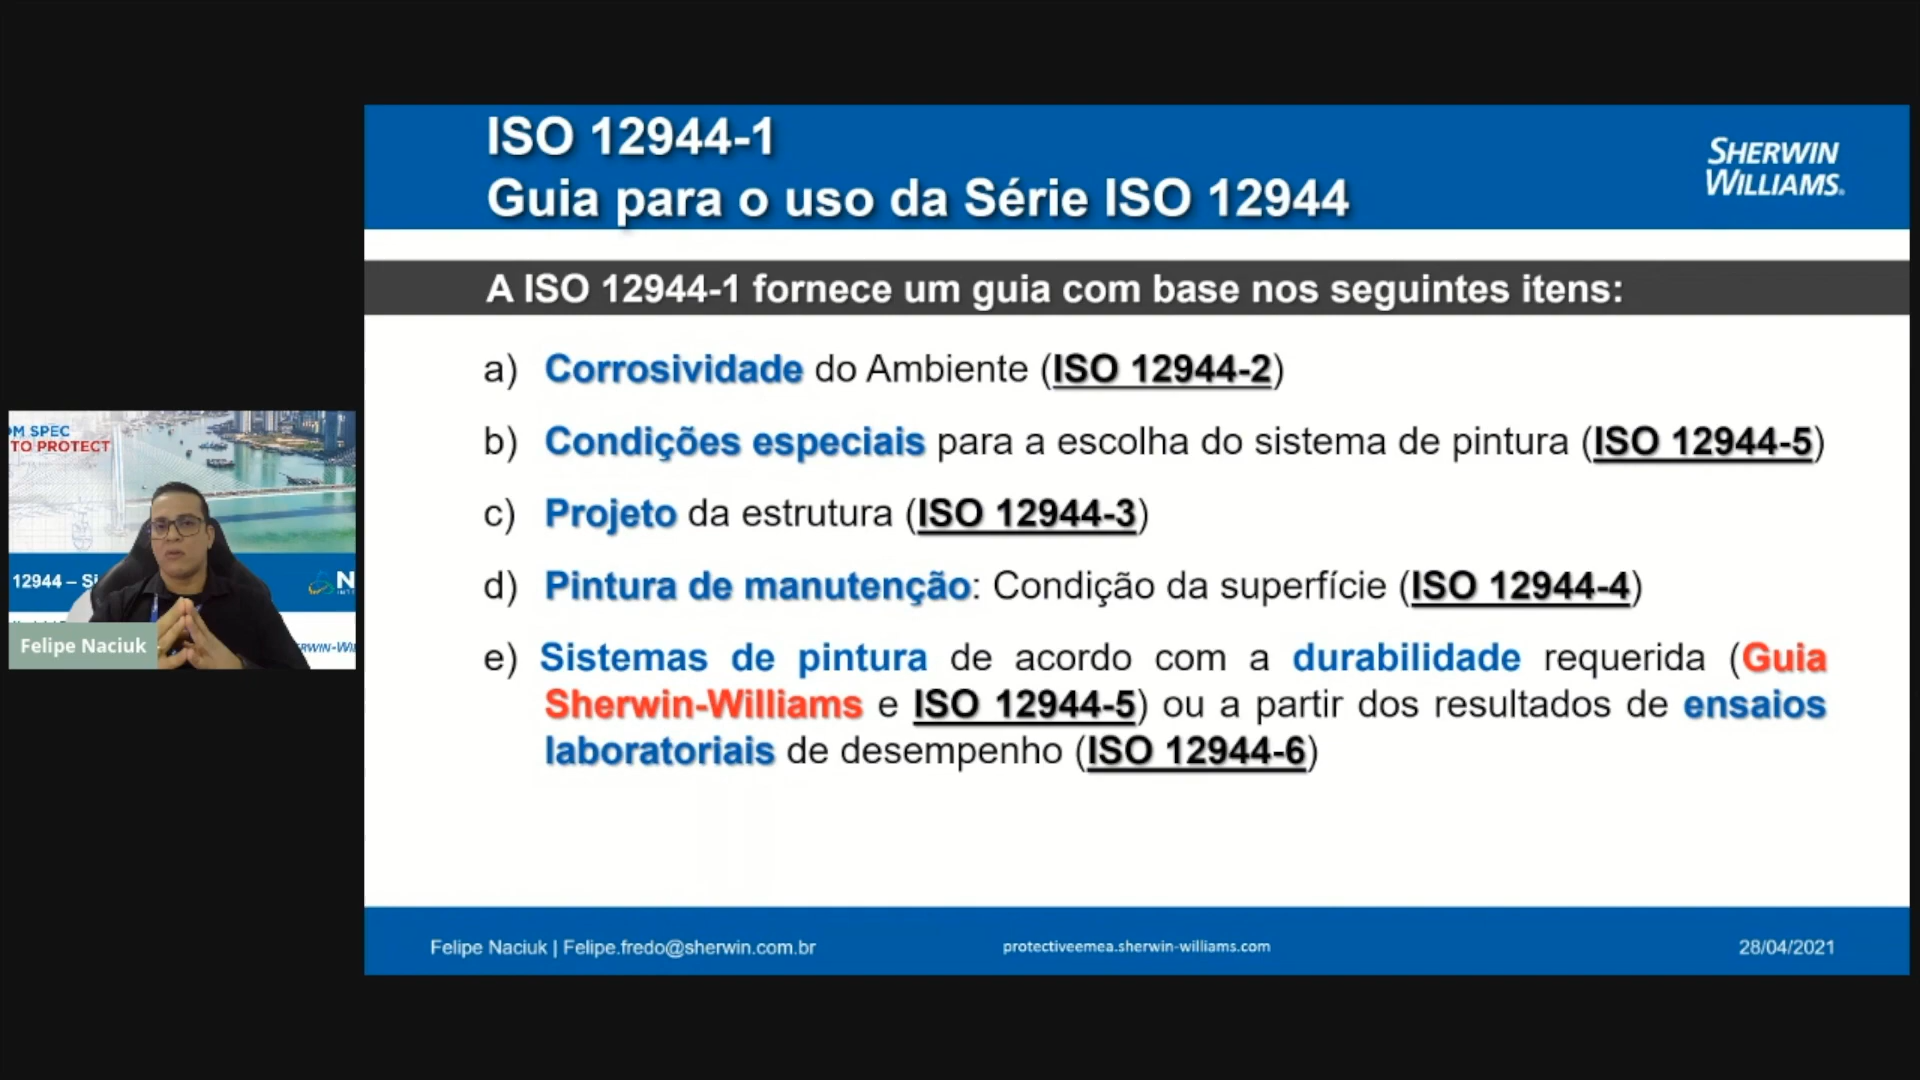 ISO 12944-1
Guia para o uso da Série ISO 12944
SHERWIN
WILLIAMS.
A ISO 12944-1 fornece um guia com base nos seguintes itens:
a) Corrosividade do Ambiente (ISO 12944-2)
b) Condições especiais para a escolha do sistema de pintura (ISO 12944-5)
c) Projeto da estrutura (ISO 12944-3)
d) Pintura de manutenção: Condição da superfície (ISO 12944-4)
e) Sistemas de pintura de acordo com a durabilidade requerida (Guia
Sherwin-Williams e ISO 12944-5) ou a partir dos resultados de ensaios
laboratoriais de desempenho (ISO 12944-6)
OM SPEC
TO PROTECT
12944 – Si
N
Felipe Naciuk
ERWIN-WI
Felipe Naciuk | Felipe.fredo@sherwin.com.br
protectiveemea.sherwin-williams.com
28/04/2021